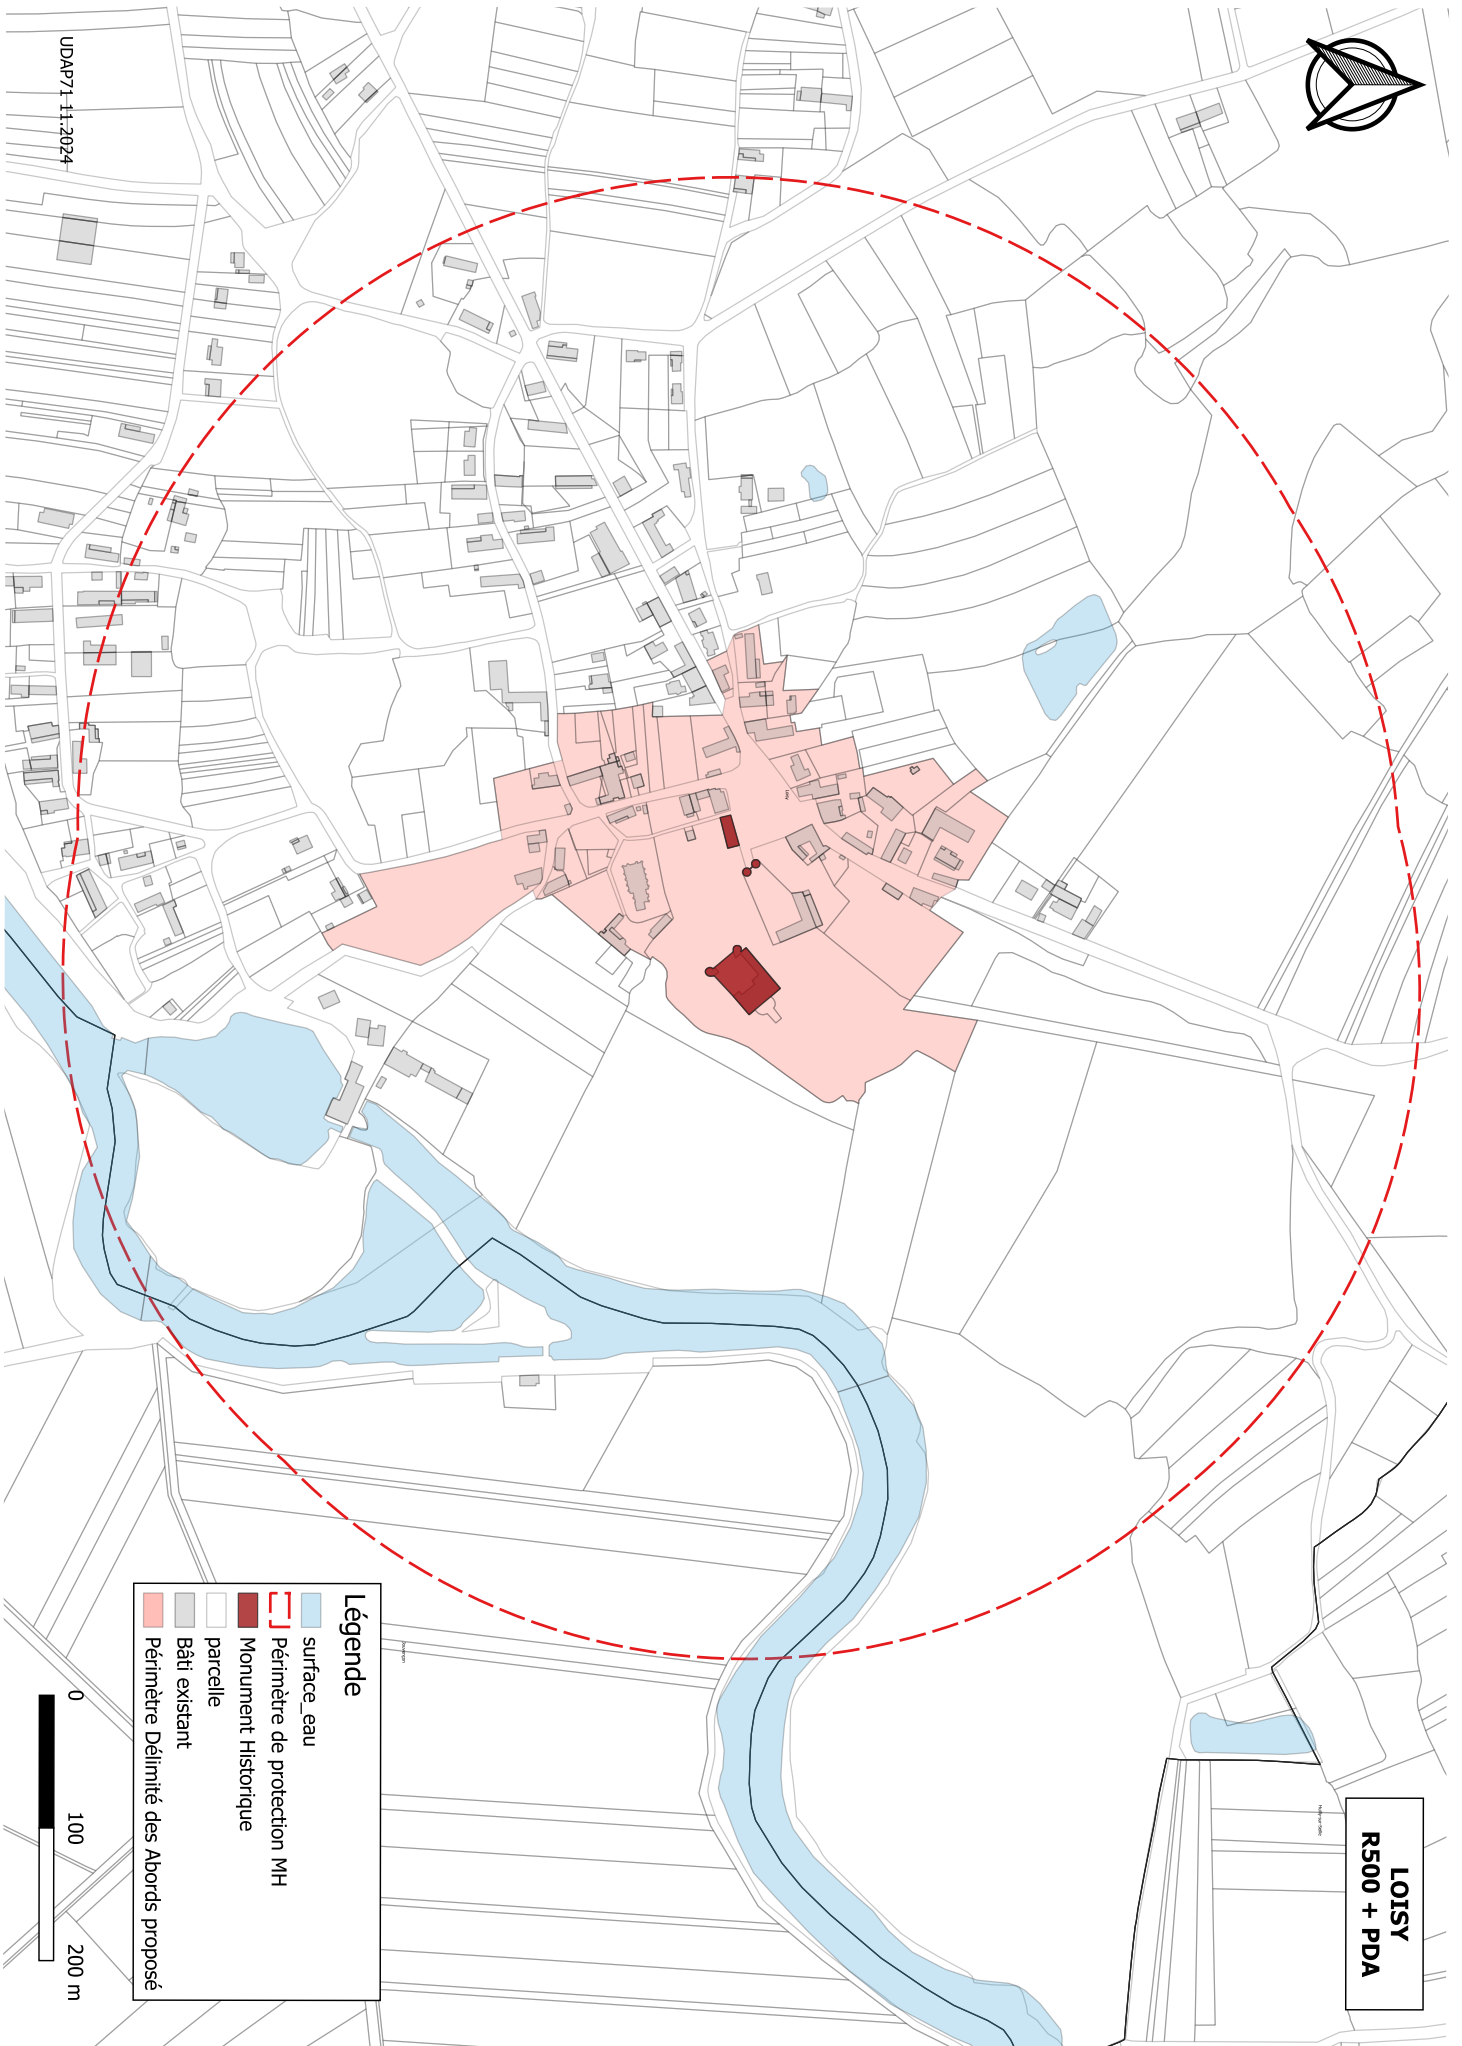 LOISY
R500 + PDA
Légende
surface_eau
Périmètre de protection MH
Monument Historique
parcelle
Bâti existant
Périmètre Délimité des Abords proposé
0
100
200 m
UDAP71 11.2024